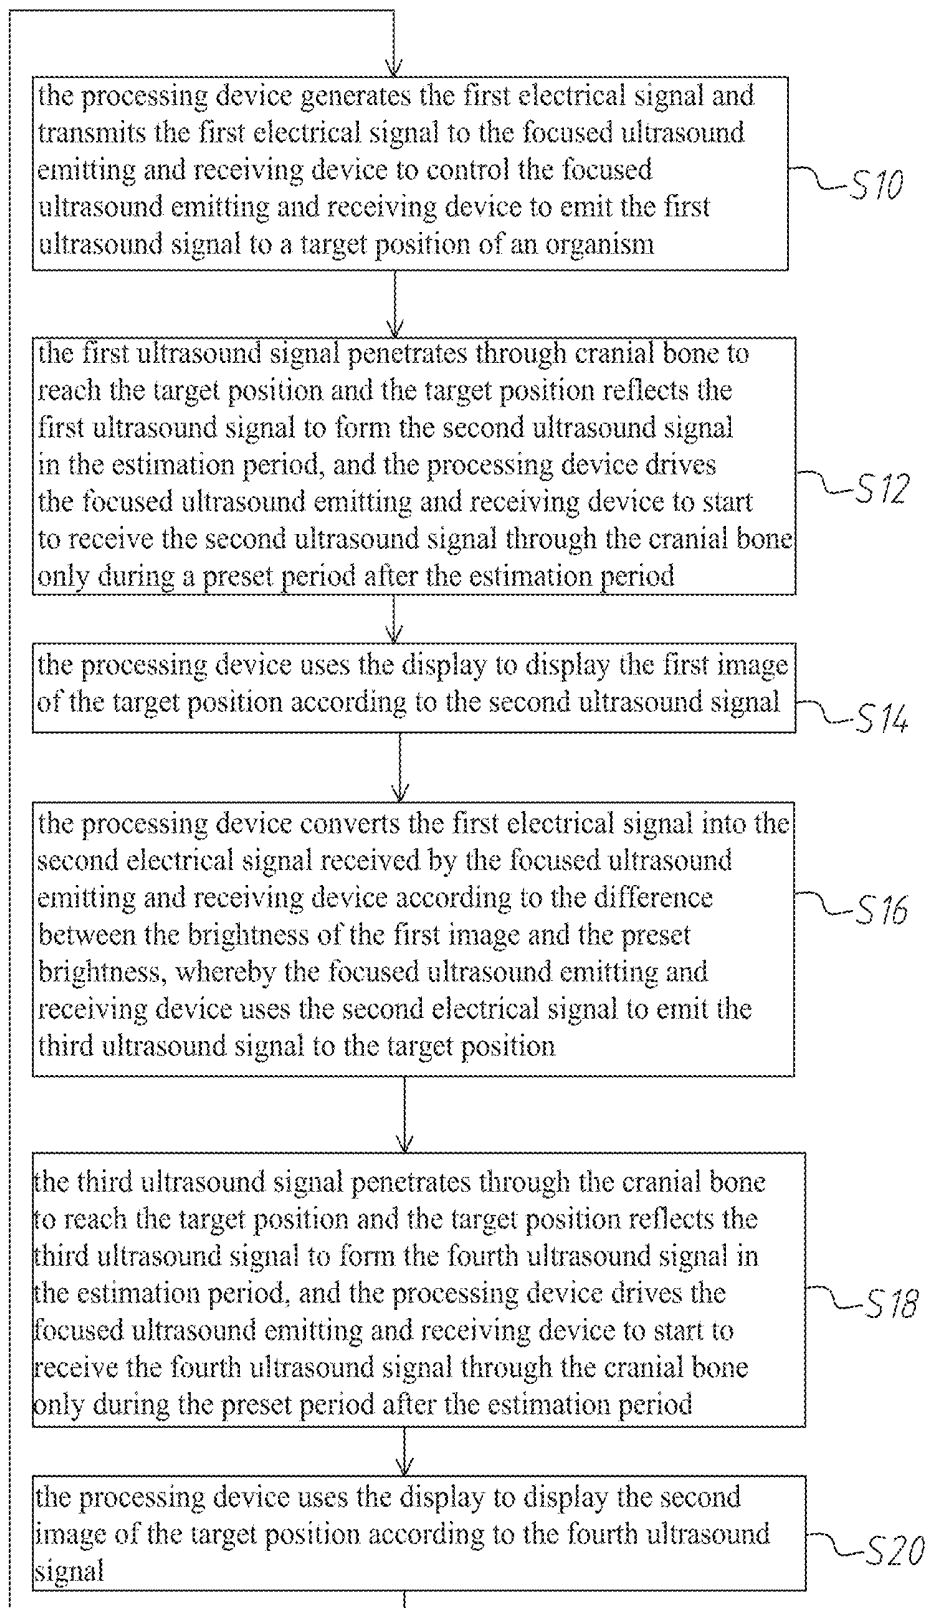 the processing device generates the first electrical signal and
transmits the first electrical signal to the focused ultrasound
emitting and receiving device to control the focused
ultrasound emitting and receiving device to emit the first
ultrasound signal to a target position of an organism
S10
the first ultrasound signal penetrates through cranial bone to
reach the target position and the target position reflects the
first ultrasound signal to form the second ultrasound signal
in the estimation period, and the processing device drives
the focused ultrasound emitting and receiving device to start
to receive the second ultrasound signal through the cranial bone
only during a preset period after the estimation period
S12
the processing device uses the display to display the first image
of the target position according to the second ultrasound signal
S14
the processing device converts the first electrical signal into the
second electrical signal received by the focused ultrasound
emitting and receiving device according to the difference
between the brightness of the first image and the preset
brightness, whereby the focused ultrasound emitting and
receiving device uses the second electrical signal to emit the
third ultrasound signal to the target position
S16
the third ultrasound signal penetrates through the cranial bone
to reach the target position and the target position reflects the
third ultrasound signal to form the fourth ultrasound signal in
the estimation period, and the processing device drives the
focused ultrasound emitting and receiving device to start to
receive the fourth ultrasound signal through the cranial bone
only during the preset period after the estimation period
S18
the processing device uses the display to display the second
image of the target position according to the fourth ultrasound
signal
S20